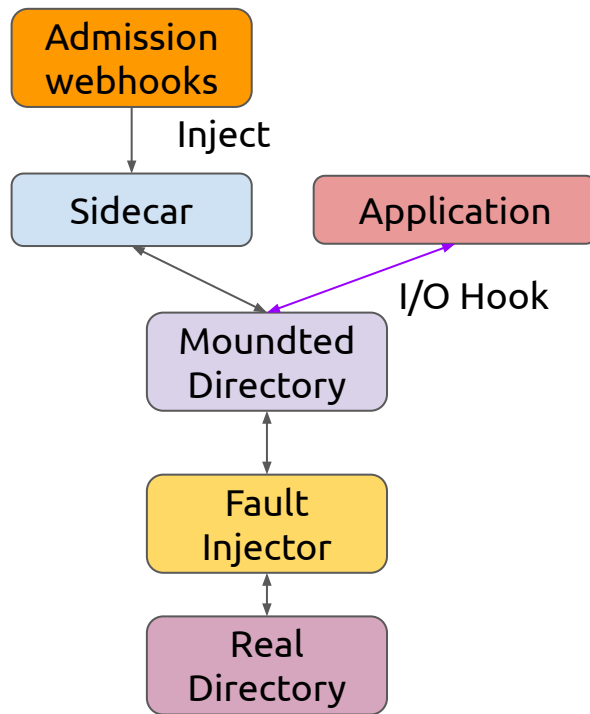 Admission
webhooks
Inject
Sidecar
Application
I/O Hook
Moundted
Directory
Fault
Injector
Real
Directory